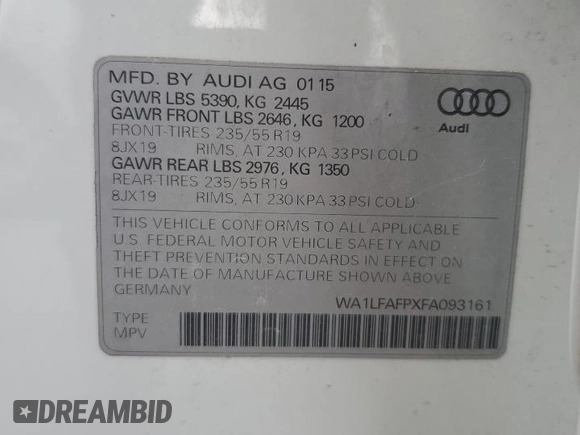 MFD. BY AUDI AG 01 15
GVWR LBS 5390, KG 2445
GAWR FRONT LBS 2646, KG 1200
FRONT-TIRES 235/55 R19
8JX19 RIMS, AT 230 KPA 33 PSI COLD
GAWR REAR LBS 2976, KG 1350
REAR-TIRES 235/55 R19
8JX19 RIMS, AT 230 KPA 33 PSI COLD
Audi
THIS VEHICLE CONFORMS TO ALL APPLICABLE
U.S. FEDERAL MOTOR VEHICLE SAFETY AND
THEFT PREVENTION STANDARDS IN EFFECT ON
THE DATE OF MANUFACTURE SHOWN ABOVE.
GERMANY
WA1LFAFPXFA093161
TYPE
MPV
DREAMBID